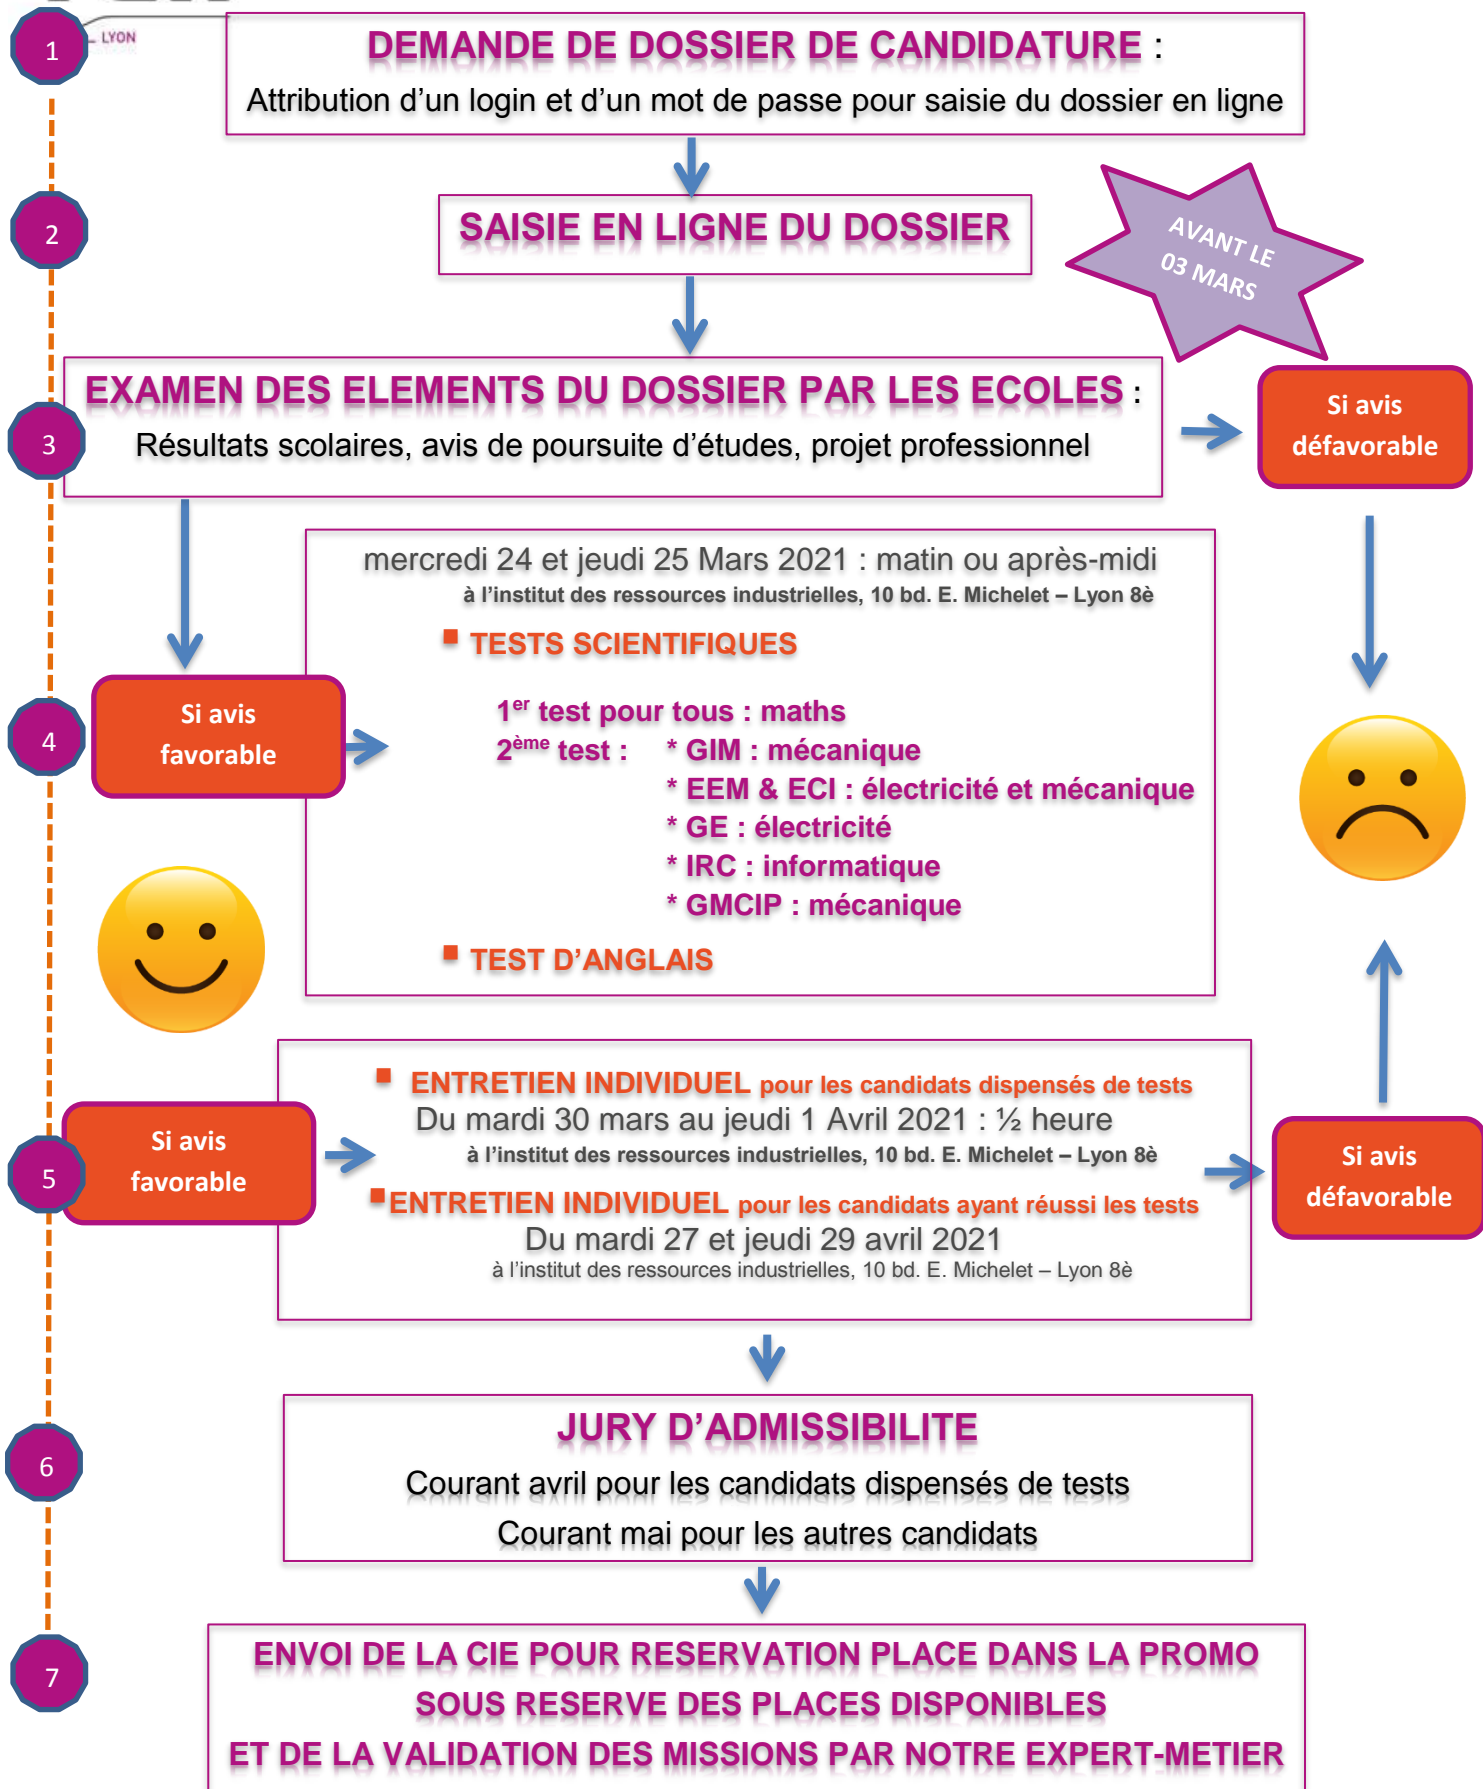 LYON
1
DEMANDE DE DOSSIER DE CANDIDATURE :
Attribution d’un login et d’un mot de passe pour saisie du dossier en ligne
2
SAISIE EN LIGNE DU DOSSIER
AVANT LE
03 MARS
3
EXAMEN DES ELEMENTS DU DOSSIER PAR LES ECOLES :
Résultats scolaires, avis de poursuite d’études, projet professionnel
Si avis
défavorable
mercredi 24 et jeudi 25 Mars 2021 : matin ou après-midi
à l’institut des ressources industrielles, 10 bd. E. Michelet – Lyon 8è
▪ TESTS SCIENTIFIQUES
4
Si avis
favorable
1er test pour tous : maths
2ème test : * GIM : mécanique
* EEM & ECI : électricité et mécanique
* GE : électricité
* IRC : informatique
* GMCIP : mécanique
▪ TEST D’ANGLAIS
5
Si avis
favorable
▪ ENTRETIEN INDIVIDUEL pour les candidats dispensés de tests
Du mardi 30 mars au jeudi 1 Avril 2021 : ½ heure
à l’institut des ressources industrielles, 10 bd. E. Michelet – Lyon 8è
▪ ENTRETIEN INDIVIDUEL pour les candidats ayant réussi les tests
Du mardi 27 et jeudi 29 avril 2021
à l’institut des ressources industrielles, 10 bd. E. Michelet – Lyon 8è
Si avis
défavorable
6
JURY D’ADMISSIBILITE
Courant avril pour les candidats dispensés de tests
Courant mai pour les autres candidats
7
ENVOI DE LA CIE POUR RESERVATION PLACE DANS LA PROMO
SOUS RESERVE DES PLACES DISPONIBLES
ET DE LA VALIDATION DES MISSIONS PAR NOTRE EXPERT-METIER